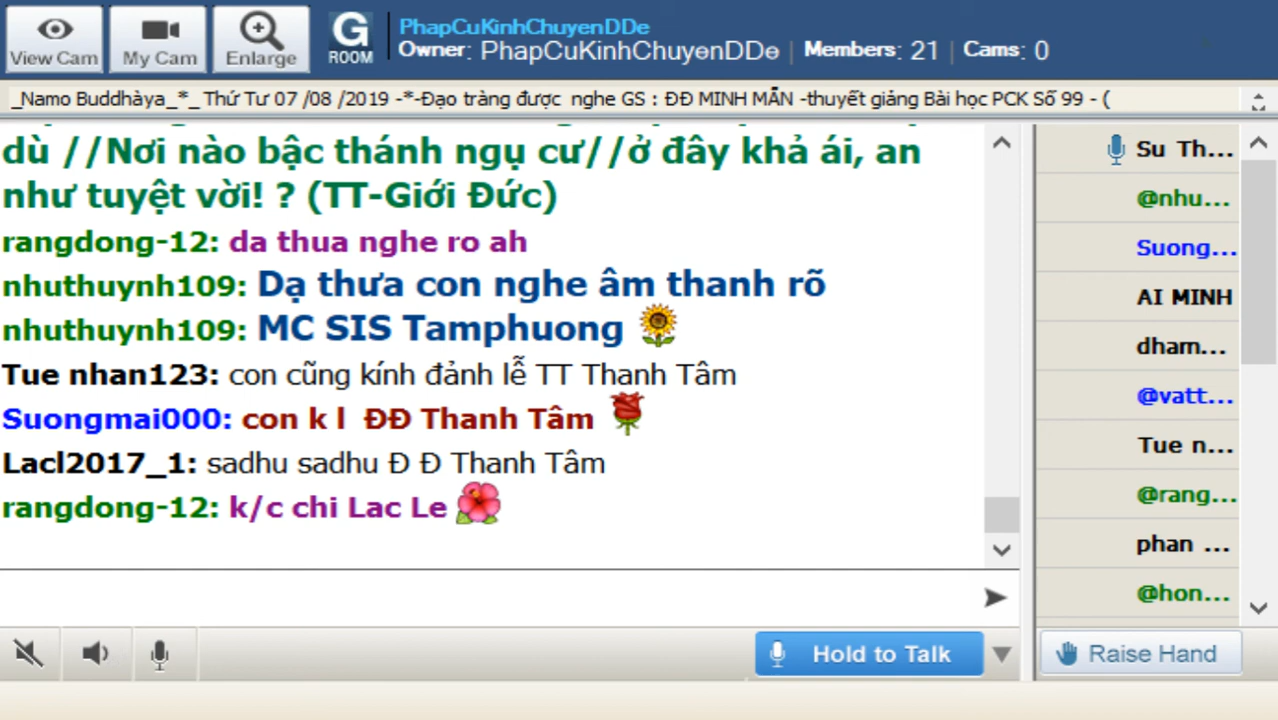 View Cam
My Cam
Enlarge
G
ROOM
PhapCuKinhChuyenDDe
Owner: PhapCuKinhChuyenDDe | Members: 21 | Cams: 0
_Namo Buddhàya_*_ Thứ Tư 07 /08 /2019 -*-Đạo tràng được nghe GS : ĐĐ MINH MẪN -thuyết giảng Bài học PCK Số 99 - (
dù //Nơi nào bậc thánh ngụ cư//ở đây khả ái, an
như tuyệt vời! ? (TT-Giới Đức)
rangdong-12: da thua nghe ro ah
nhuthuynh109: Dạ thưa con nghe âm thanh rõ
nhuthuynh109: MC SIS Tamphuong
Tue nhan123: con cũng kính đảnh lễ TT Thanh Tâm
Suongmai000: con k l ĐĐ Thanh Tâm
Lacl2017_1: sadhu sadhu Đ Đ Thanh Tâm
rangdong-12: k/c chi Lac Le
Su Th...
@nhu...
Suong...
AI MINH
dham...
@vatt...
Tue n...
@rang...
phan ...
@hon...
Hold to Talk
Raise Hand